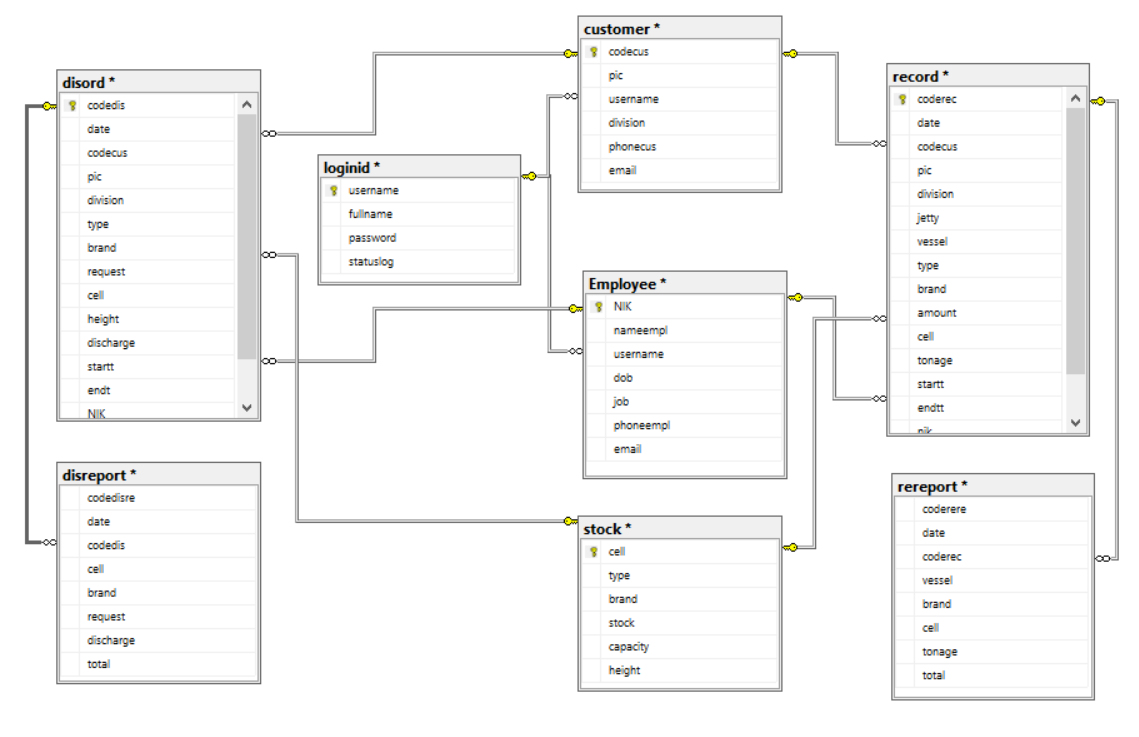 customer *
codecus
pic
username
division
phonecus
email
disord *
codedis
date
codecus
pic
division
type
brand
request
cell
height
discharge
startt
endt
NIK
loginid *
username
fullname
password
statuslog
record *
coderec
date
codecus
pic
division
jetty
vessel
type
brand
amount
cell
tonage
startt
endtt
nik
Employee *
NIK
nameempl
username
dob
job
phoneempl
email
disreport *
codedisre
date
codedis
cell
brand
request
discharge
total
stock *
cell
type
brand
stock
capacity
height
rereport *
coderere
date
coderec
vessel
brand
cell
tonage
total